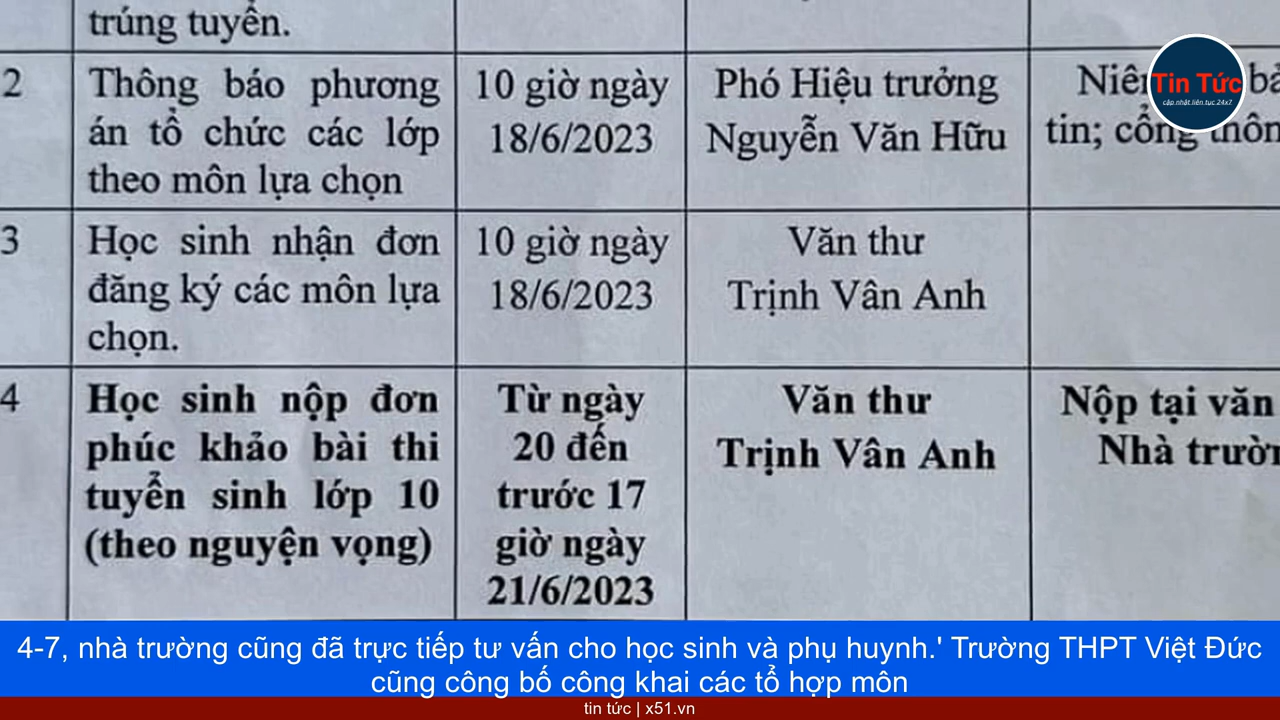 trúng tuyển.
2
Thông báo phương
án tổ chức các lớp
theo môn lựa chọn
10 giờ ngày
18/6/2023
Phó Hiệu trưởng
Nguyễn Văn Hữu
tin; cổng
Tin Tức
cập nhật liên tục 24x7
3
Học sinh nhận đơn
đăng ký các môn lựa
chọn.
10 giờ ngày
18/6/2023
Văn thư
Trịnh Vân Anh
4
Học sinh nộp đơn
phúc khảo bài thi
tuyển sinh lớp 10
(theo nguyện vọng)
Từ ngày
20 đến
trước 17
giờ ngày
21/6/2023
Văn thư
Trịnh Vân Anh
Nộp tại văn
Nhà
4-7, nhà trường cũng đã trực tiếp tư vấn cho học sinh và phụ huynh.' Trường THPT Việt Đức
cũng công bố công khai các tổ hợp môn
tin tức | x51.vn